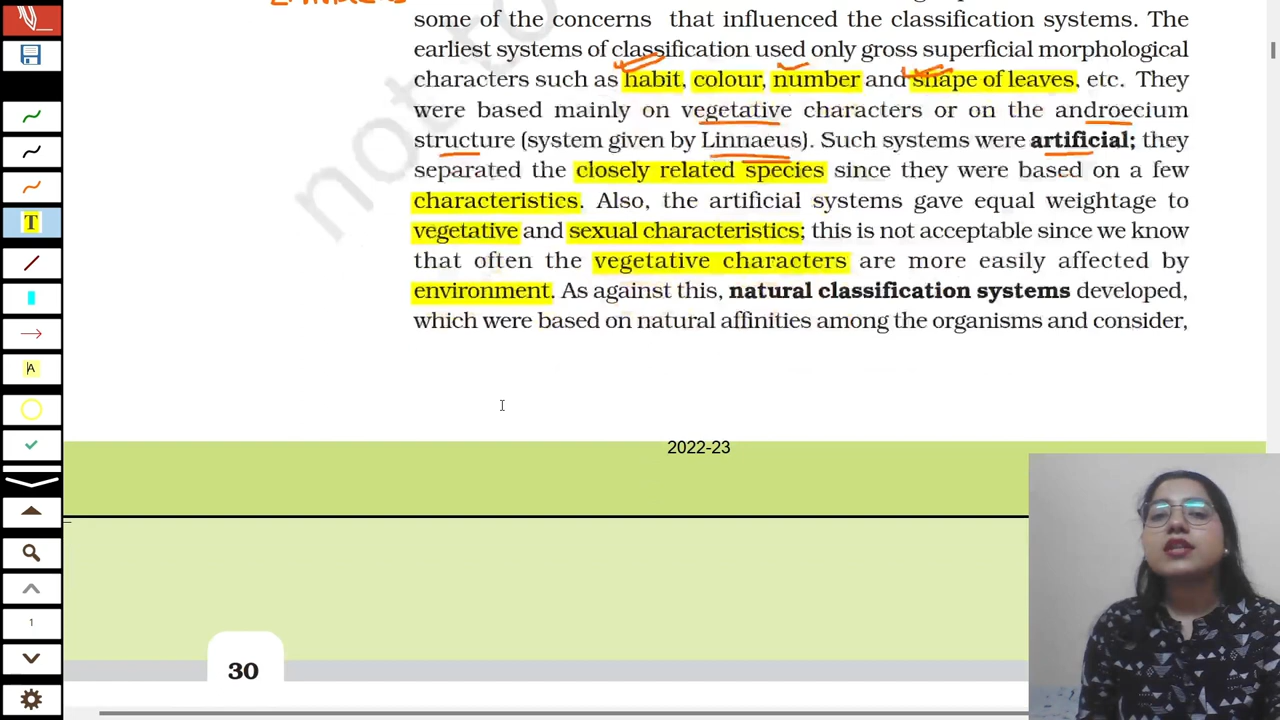 some of the concerns that influenced the classification systems. The
earliest systems of classification used only gross superficial morphological
characters such as habit, colour, number and shape of leaves, etc. They
were based mainly on vegetative characters or on the androecium
structure (system given by Linnaeus). Such systems were artificial; they
separated the closely related species since they were based on a few
characteristics. Also, the artificial systems gave equal weightage to
vegetative and sexual characteristics; this is not acceptable since we know
that often the vegetative characters are more easily affected by
environment. As against this, natural classification systems developed,
which were based on natural affinities among the organisms and consider,
not to
2022-23
30
T
A
1